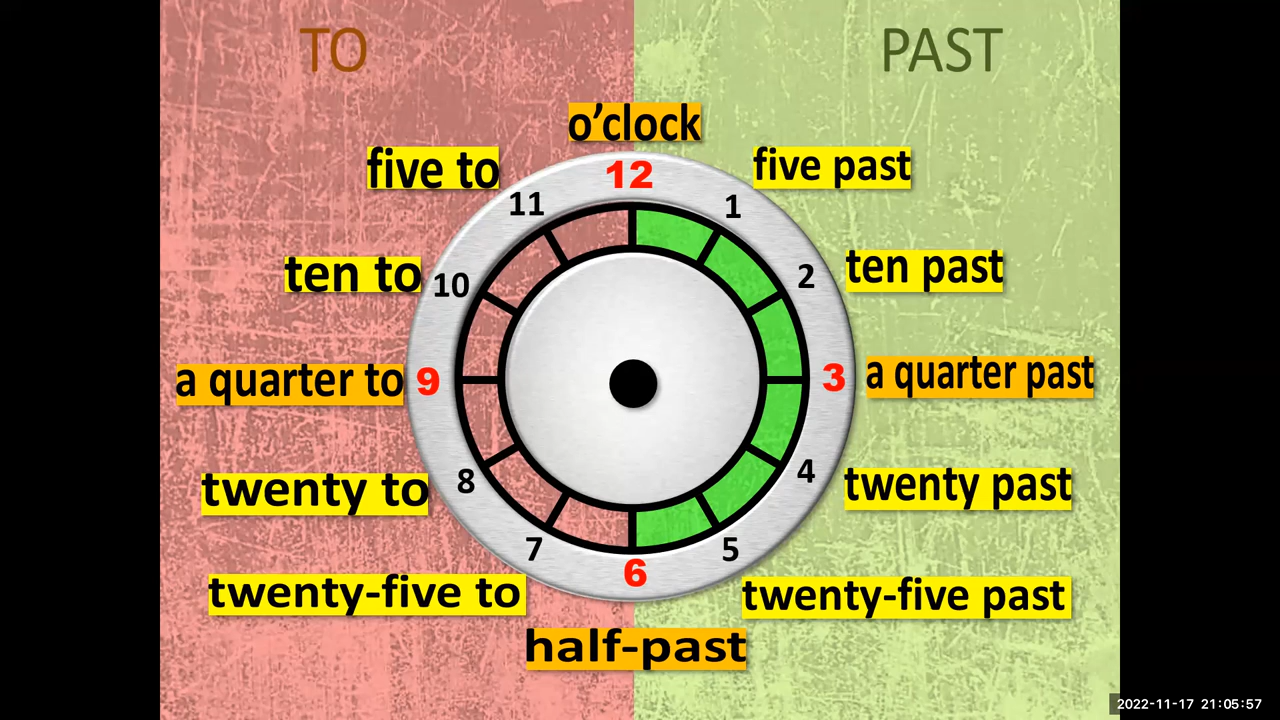 TO
PAST
o’clock
five to
five past
12
11
1
ten to
10
2
ten past
a quarter to
9
3
a quarter past
twenty to
8
4
twenty past
7
5
6
twenty-five to
twenty-five past
half-past
2022-11-17 21:05:57